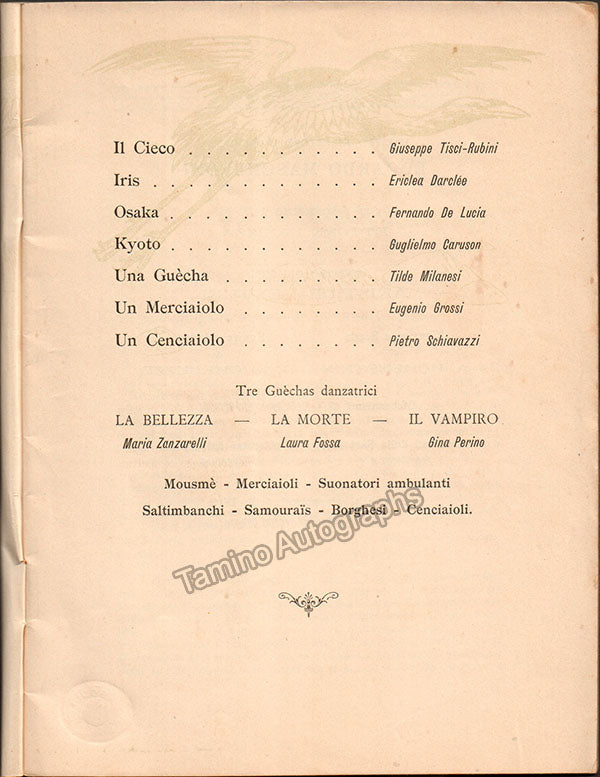 Il Cieco . . . . . . . . . . . Giuseppe Tisci-Rubini
Iris . . . . . . . . . . . . Ericlea Darclée
Osaka . . . . . . . . . . . Fernando De Lucia
Kyoto . . . . . . . . . . . Guglielmo Caruson
Una Guècha . . . . . . . . . Tilde Milanesi
Un Merciaiolo . . . . . . . . Eugenio Grossi
Un Cenciaiolo . . . . . . . . Pietro Schiavazzi
Tre Guèchas danzatrici
LA BELLEZZA — LA MORTE — IL VAMPIRO
Maria Zanzarelli Laura Fossa Gina Perino
Mousmè - Merciaioli - Suonatori ambulanti
Saltimbanchi - Samouraïs - Borghesi - Cenciaioli.
Tamino Autographs